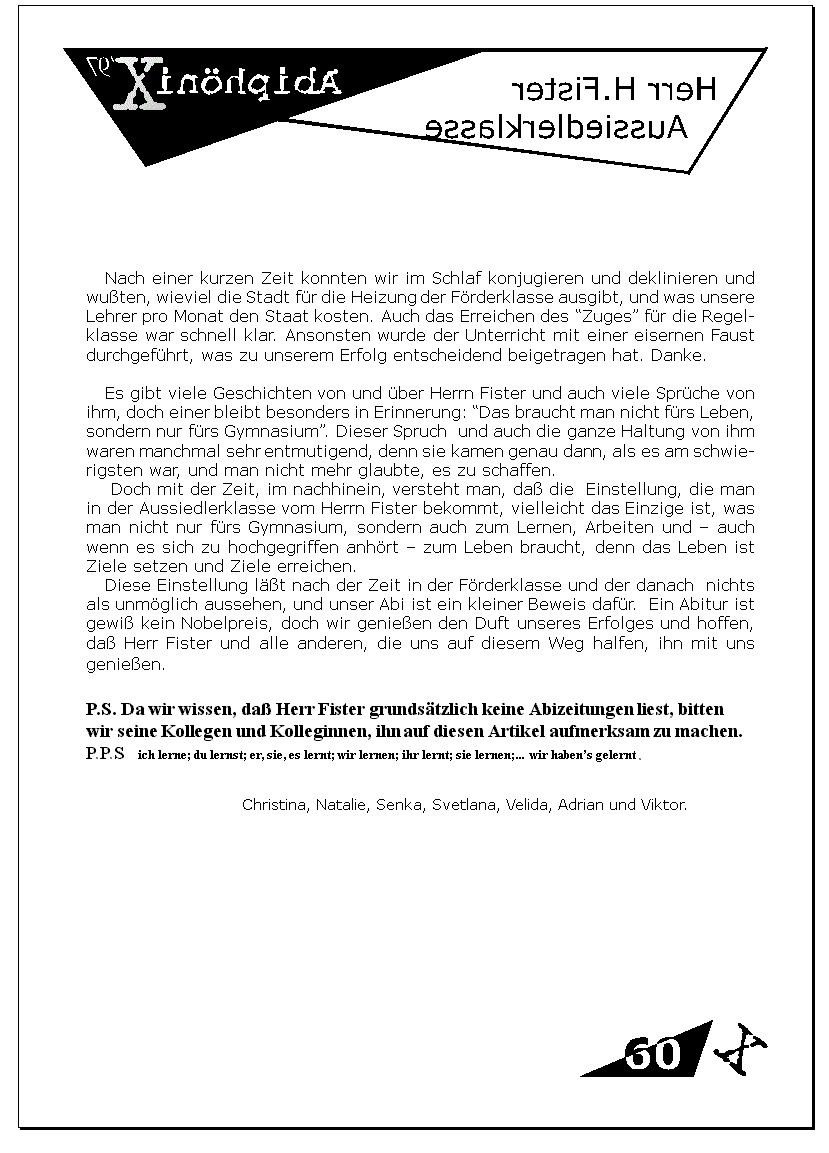 AbiphöniX '97
Herr H.Fister
Aussiedlerklasse
Nach einer kurzen Zeit konnten wir im Schlaf konjugieren und deklinieren und
wußten, wieviel die Stadt für die Heizung der Förderklasse ausgibt, und was unsere
Lehrer pro Monat den Staat kosten. Auch das Erreichen des “Zuges” für die Regel-
klasse war schnell klar. Ansonsten wurde der Unterricht mit einer eisernen Faust
durchgeführt, was zu unserem Erfolg entscheidend beigetragen hat. Danke.
Es gibt viele Geschichten von und über Herrn Fister und auch viele Sprüche von
ihm, doch einer bleibt besonders in Erinnerung: “Das braucht man nicht fürs Leben,
sondern nur fürs Gymnasium”. Dieser Spruch und auch die ganze Haltung von ihm
waren manchmal sehr entmutigend, denn sie kamen genau dann, als es am schwie-
rigsten war, und man nicht mehr glaubte, es zu schaffen.
Doch mit der Zeit, im nachhinein, versteht man, daß die Einstellung, die man
in der Aussiedlerklasse vom Herrn Fister bekommt, vielleicht das Einzige ist, was
man nicht nur fürs Gymnasium, sondern auch zum Lernen, Arbeiten und – auch
wenn es sich zu hochgegriffen anhört – zum Leben braucht, denn das Leben ist
Ziele setzen und Ziele erreichen.
Diese Einstellung läßt nach der Zeit in der Förderklasse und der danach nichts
als unmöglich aussehen, und unser Abi ist ein kleiner Beweis dafür. Ein Abitur ist
gewiß kein Nobelpreis, doch wir genießen den Duft unseres Erfolges und hoffen,
daß Herr Fister und alle anderen, die uns auf diesem Weg halfen, ihn mit uns
genießen.
P.S. Da wir wissen, daß Herr Fister grundsätzlich keine Abizeitungen liest, bitten
wir seine Kollegen und Kolleginnen, ihn auf diesen Artikel aufmerksam zu machen.
P.P.S ich lerne; du lernst; er, sie, es lernt; wir lernen; ihr lernt; sie lernen;... wir haben’s gelernt .
Christina, Natalie, Senka, Svetlana, Velida, Adrian und Viktor.
60 X